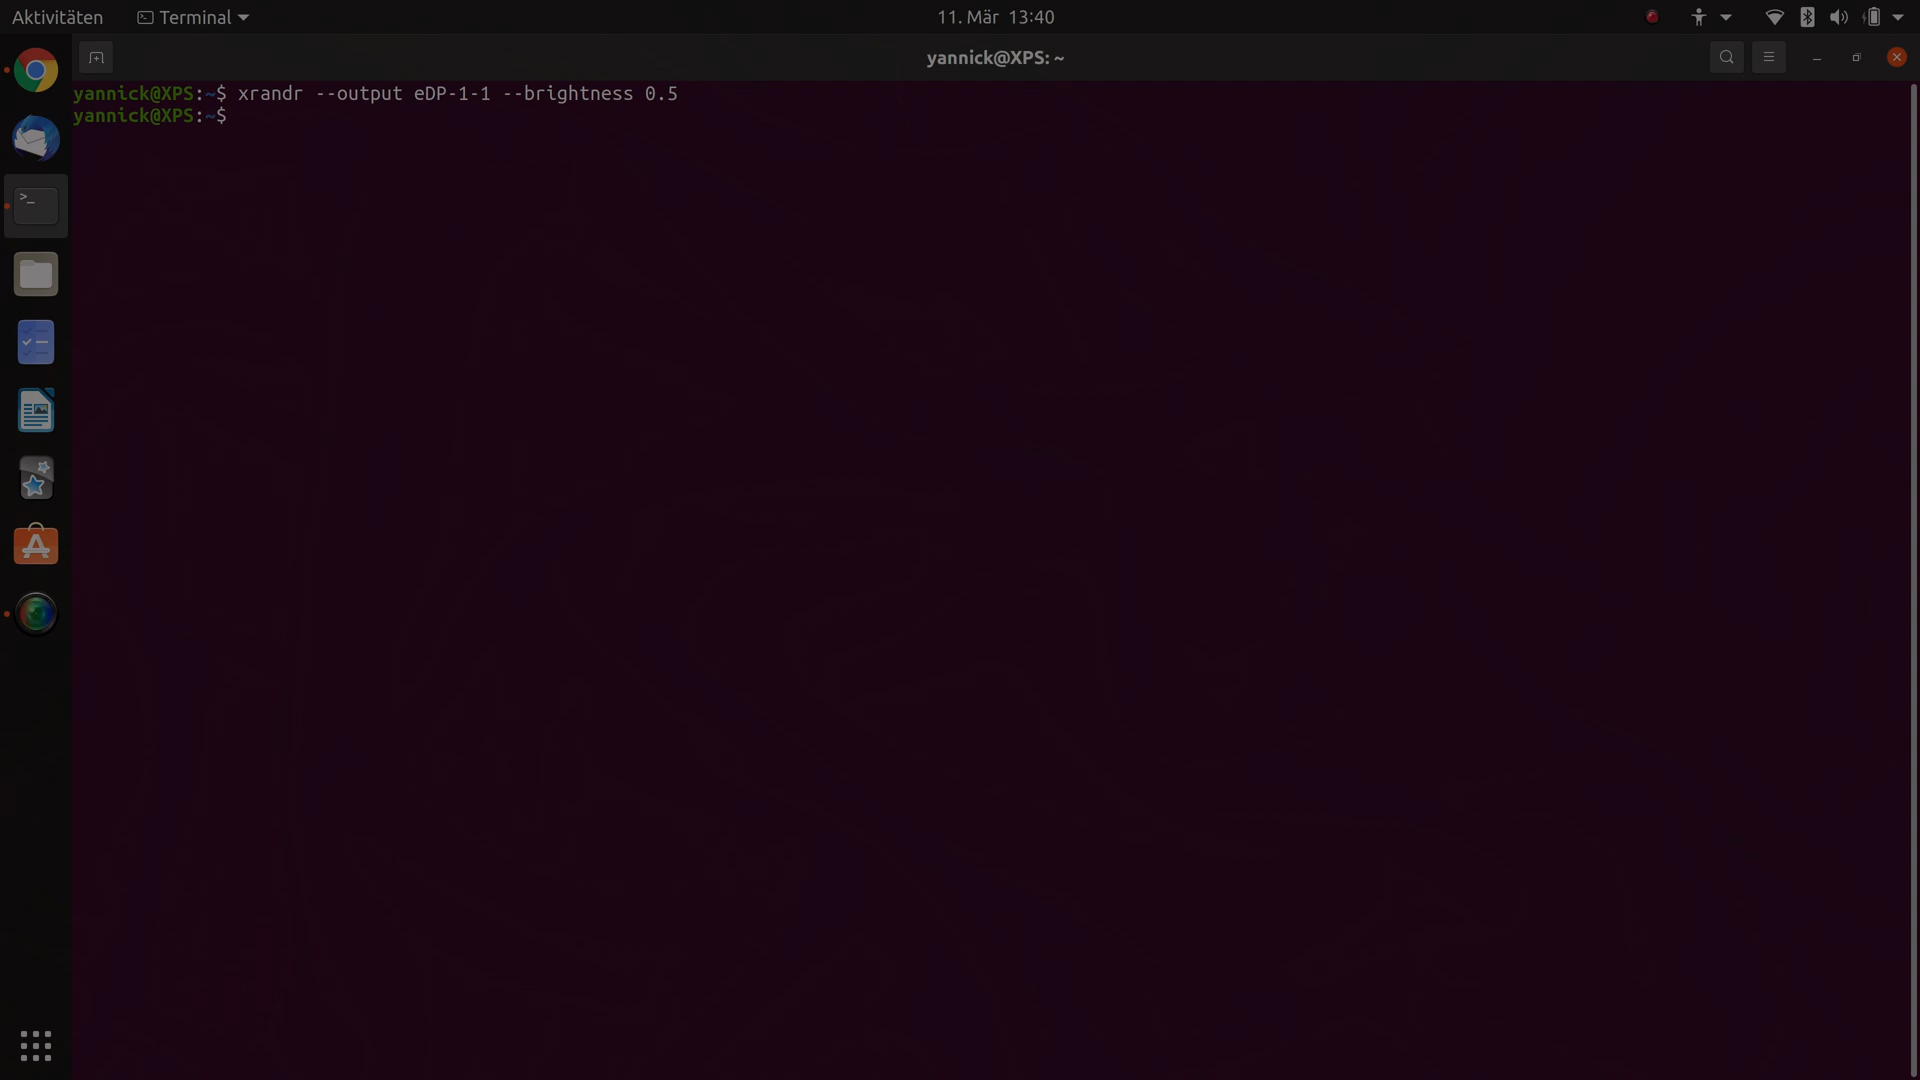 Aktivitäten
Terminal
11. Mär 13:40
yannick@XPS: ~
yannick@XPS:~$ xrandr --output eDP-1-1 --brightness 0.5
yannick@XPS:~$